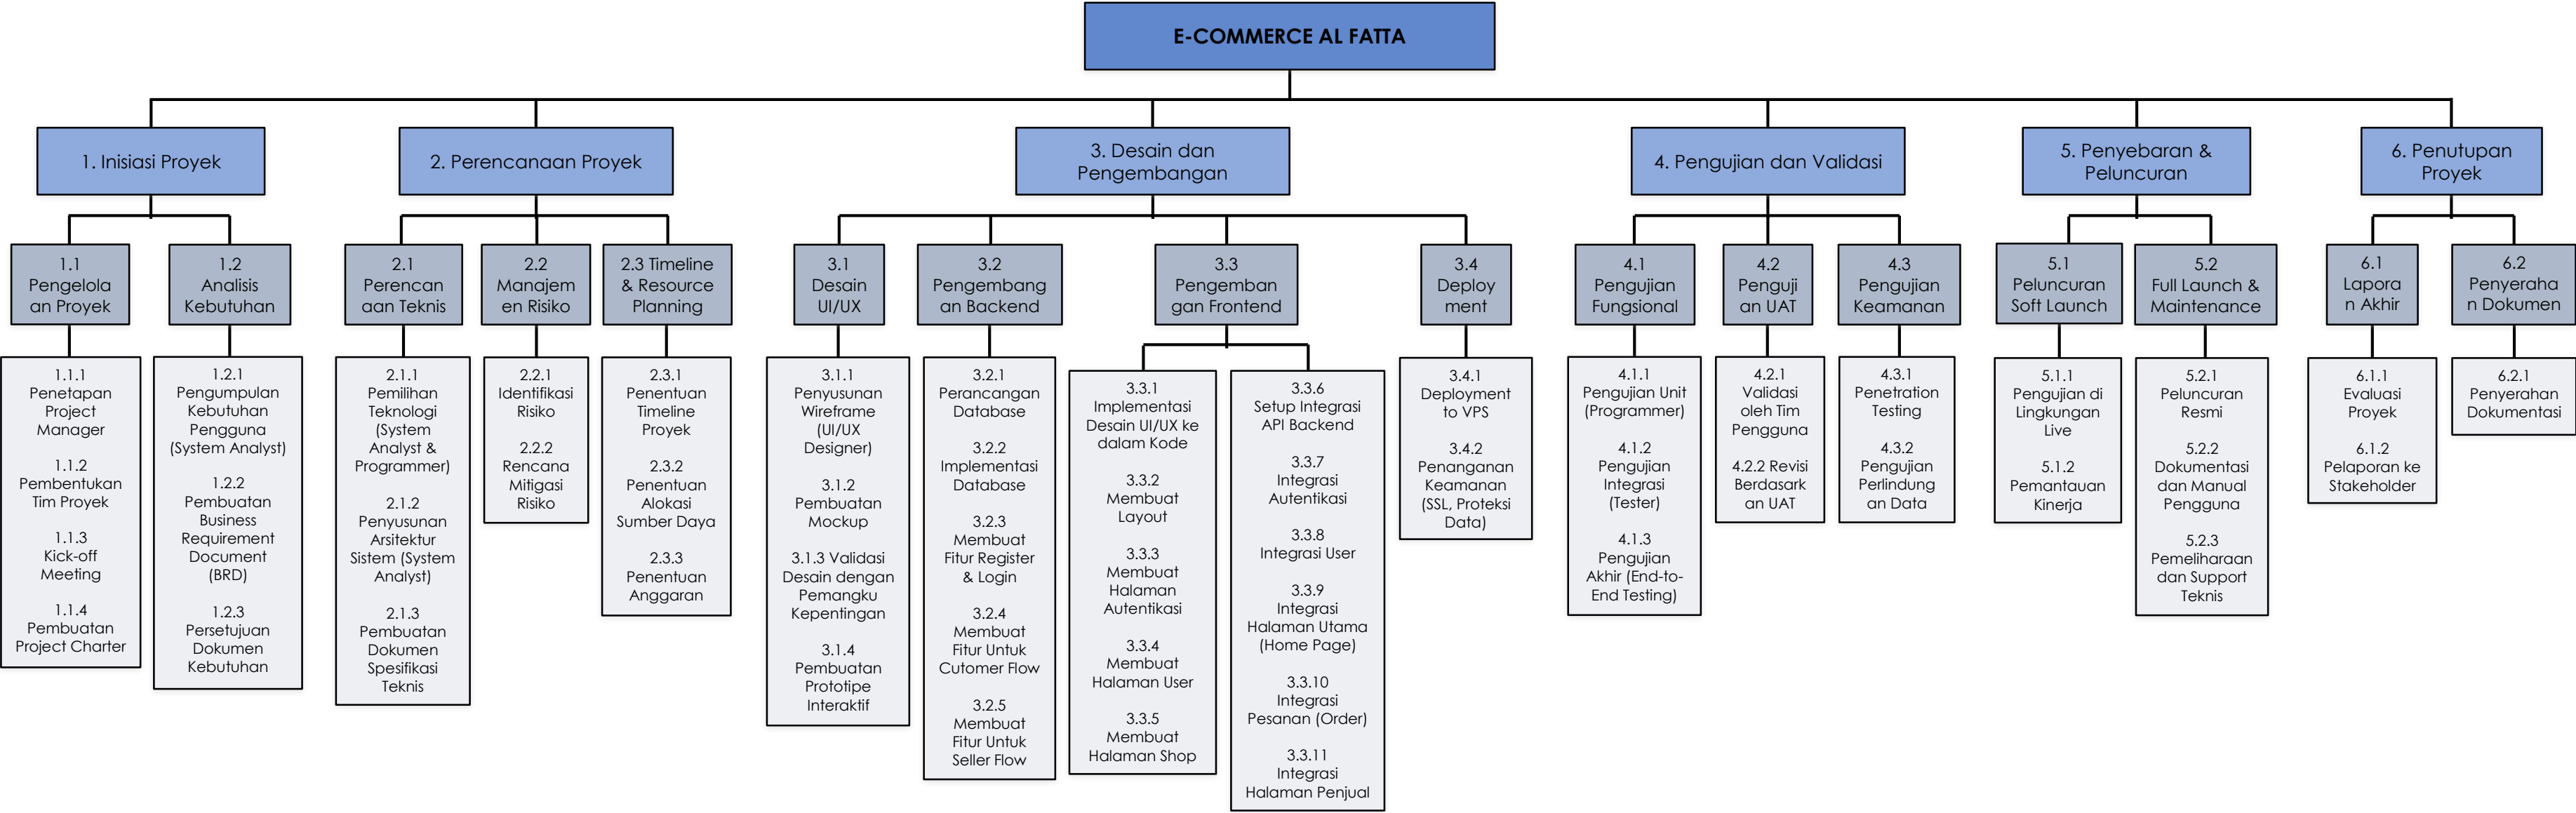 E-COMMERCE AL FATTA
1. Inisiasi Proyek
2. Perencanaan Proyek
3. Desain dan
Pengembangan
4. Pengujian dan Validasi
5. Penyebaran &
Peluncuran
6. Penutupan
Proyek
1.1
Pengelola
an Proyek
1.2
Analisis
Kebutuhan
2.1
Perencan
aan Teknis
2.2
Manajem
en Risiko
2.3 Timeline
& Resource
Planning
3.1
Desain
UI/UX
3.2
Pengembang
an Backend
3.3
Pengemban
gan Frontend
3.4
Deploy
ment
4.1
Pengujian
Fungsional
4.2
Penguji
an UAT
4.3
Pengujian
Keamanan
5.1
Peluncuran
Soft Launch
5.2
Full Launch &
Maintenance
6.1
Lapora
n Akhir
6.2
Penyeraha
n Dokumen
1.1.1
Penetapan
Project
Manager
1.1.2
Pembentukan
Tim Proyek
1.1.3
Kick-off
Meeting
1.1.4
Pembuatan
Project Charter
1.2.1
Pengumpulan
Kebutuhan
Pengguna
(System Analyst)
1.2.2
Pembuatan
Business
Requirement
Document
(BRD)
1.2.3
Persetujuan
Dokumen
Kebutuhan
2.1.1
Pemilihan
Teknologi
(System
Analyst &
Programmer)
2.1.2
Penyusunan
Arsitektur
Sistem (System
Analyst)
2.1.3
Pembuatan
Dokumen
Spesifikasi
Teknis
2.2.1
Identifikasi
Risiko
2.2.2
Rencana
Mitigasi
Risiko
2.3.1
Penentuan
Timeline
Proyek
2.3.2
Penentuan
Alokasi
Sumber Daya
2.3.3
Penentuan
Anggaran
3.1.1
Penyusunan
Wireframe
(UI/UX
Designer)
3.1.2
Pembuatan
Mockup
3.1.3 Validasi
Desain dengan
Pemangku
Kepentingan
3.1.4
Pembuatan
Prototipe
Interaktif
3.2.1
Perancangan
Database
3.2.2
Implementasi
Database
3.2.3
Membuat
Fitur Register
& Login
3.2.4
Membuat
Fitur Untuk
Cutomer Flow
3.2.5
Membuat
Fitur Untuk
Seller Flow
3.3.1
Implementasi
Desain UI/UX ke
dalam Kode
3.3.2
Membuat
Layout
3.3.3
Membuat
Halaman
Autentikasi
3.3.4
Membuat
Halaman User
3.3.5
Membuat
Halaman Shop
3.3.6
Setup Integrasi
API Backend
3.3.7
Integrasi
Autentikasi
3.3.8
Integrasi User
3.3.9
Integrasi
Halaman Utama
(Home Page)
3.3.10
Integrasi
Pesanan (Order)
3.3.11
Integrasi
Halaman Penjual
3.4.1
Deployment
to VPS
3.4.2
Penanganan
Keamanan
(SSL, Proteksi
Data)
4.1.1
Pengujian Unit
(Programmer)
4.1.2
Pengujian
Integrasi
(Tester)
4.1.3
Pengujian
Akhir (End-to-
End Testing)
4.2.1
Validasi
oleh Tim
Pengguna
4.2.2 Revisi
Berdasark
an UAT
4.3.1
Penetration
Testing
4.3.2
Pengujian
Perlindung
an Data
5.1.1
Pengujian di
Lingkungan
Live
5.1.2
Pemantauan
Kinerja
5.2.1
Peluncuran
Resmi
5.2.2
Dokumentasi
dan Manual
Pengguna
5.2.3
Pemeliharaan
dan Support
Teknis
6.1.1
Evaluasi
Proyek
6.1.2
Pelaporan ke
Stakeholder
6.2.1
Penyerahan
Dokumentasi